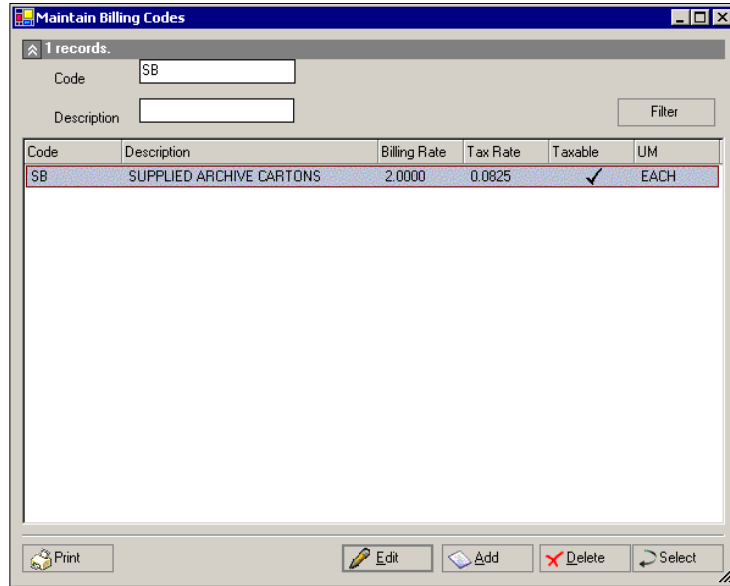 Maintain Billing Codes
1 records.
Code SB
Description
Filter
Code Description Billing Rate Tax Rate Taxable UM
SB SUPPLIED ARCHIVE CARTONS 2.0000 0.0825 EACH
Print Edit Add Delete Select